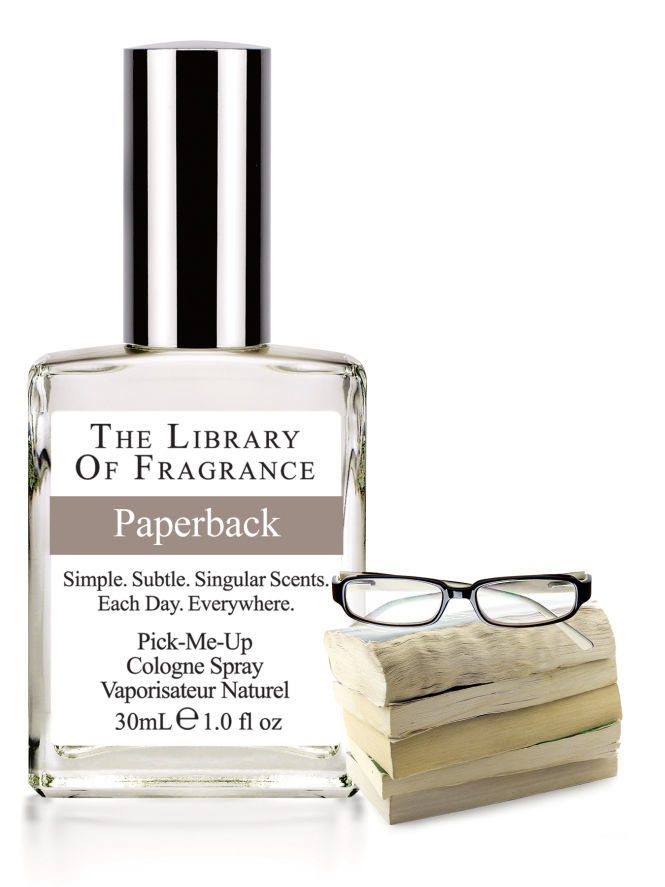 THE LIBRARY
OF FRAGRANCE
Paperback
Simple. Subtle. Singular Scents.
Each Day. Everywhere.
Pick-Me-Up
Cologne Spray
Vaporisateur Naturel
30mL ℮ 1.0 fl oz